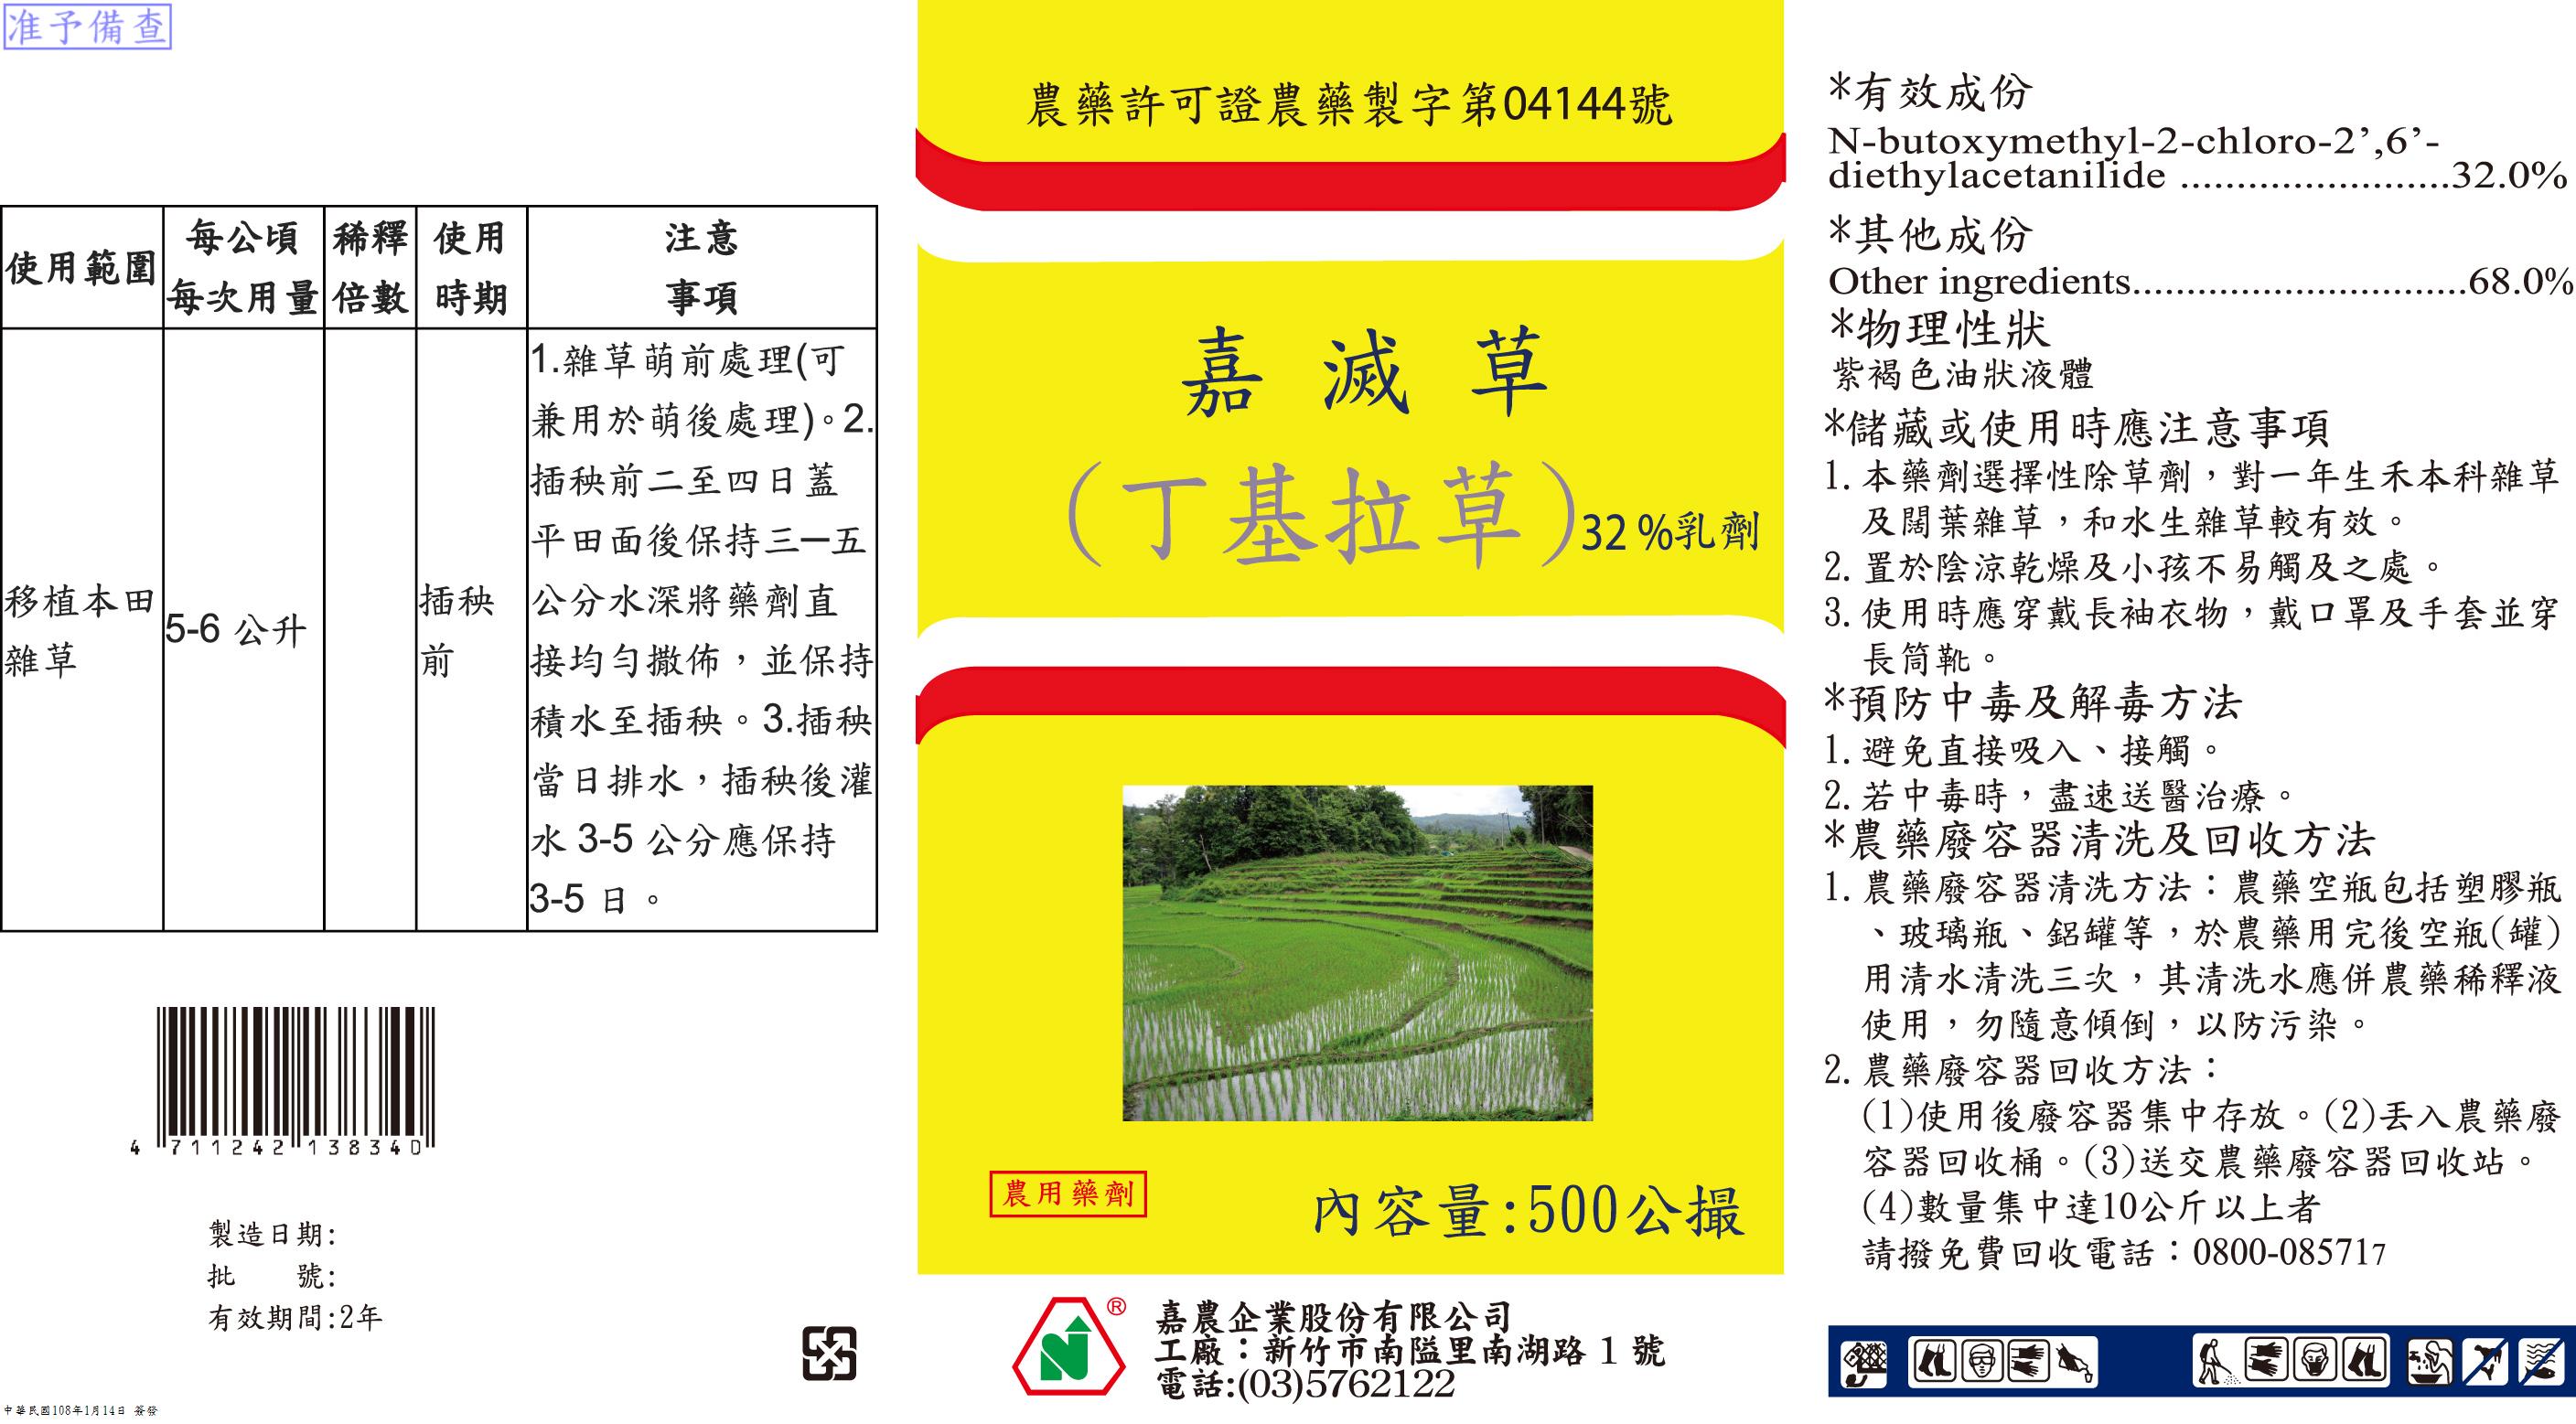 准予備查
使用範圍
每公頃
每次用量
稀釋
倍數
使用
時期
注意
事項
移植本田
雜草
5-6 公升
插秧
前
1.雜草萌前處理(可
兼用於萌後處理)。2.
插秧前二至四日蓋
平田面後保持三─五
公分水深將藥劑直
接均勻撒佈，並保持
積水至插秧。3.插秧
當日排水，插秧後灌
水 3-5 公分應保持
3-5 日。
4 711242 138340
製造日期:
批　　號:
有效期間:2年
中華民國108年1月14日 簽發
農藥許可證農藥製字第04144號
嘉滅草
(丁基拉草)32%乳劑
農用藥劑
內容量:500公撮
®
嘉農企業股份有限公司
工廠：新竹市南隘里南湖路 1 號
電話:(03)5762122
*有效成份
N-butoxymethyl-2-chloro-2’,6’-
diethylacetanilide ........................32.0%
*其他成份
Other ingredients...............................68.0%
*物理性狀
紫褐色油狀液體
*儲藏或使用時應注意事項
1.本藥劑選擇性除草劑，對一年生禾本科雜草
及闊葉雜草，和水生雜草較有效。
2.置於陰涼乾燥及小孩不易觸及之處。
3.使用時應穿戴長袖衣物，戴口罩及手套並穿
長筒靴。
*預防中毒及解毒方法
1.避免直接吸入、接觸。
2.若中毒時，盡速送醫治療。
*農藥廢容器清洗及回收方法
1.農藥廢容器清洗方法：農藥空瓶包括塑膠瓶
、玻璃瓶、鋁罐等，於農藥用完後空瓶(罐)
用清水清洗三次，其清洗水應併農藥稀釋液
使用，勿隨意傾倒，以防污染。
2.農藥廢容器回收方法：
(1)使用後廢容器集中存放。(2)丟入農藥廢
容器回收桶。(3)送交農藥廢容器回收站。
(4)數量集中達10公斤以上者
請撥免費回收電話：0800-085717